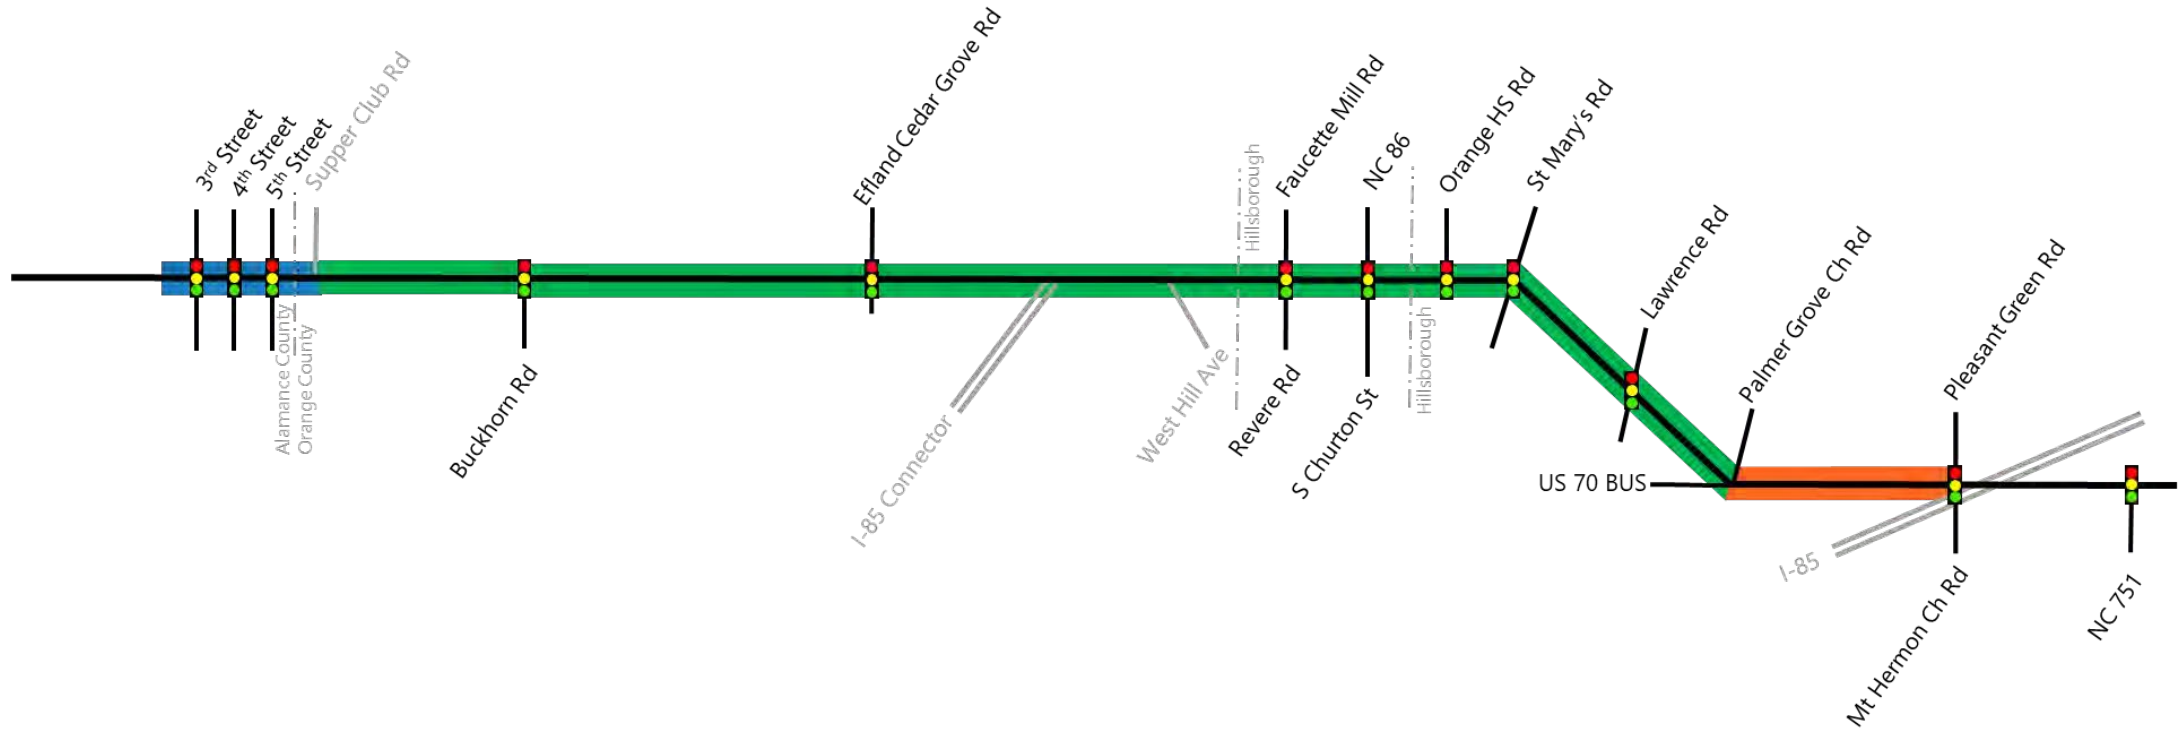 3rd Street
4th Street
5th Street
Supper Club Rd
Efland Cedar Grove Rd
Hillsborough
Faucette Mill Rd
NC 86
Orange HS Rd
St Mary's Rd
Lawrence Rd
Palmer Grove Ch Rd
Pleasant Green Rd
Alamance County
Orange County
Buckhorn Rd
I-85 Connector
West Hill Ave
Revere Rd
S Churton St
Hillsborough
US 70 BUS
I-85
Mt Hermon Ch Rd
NC 751